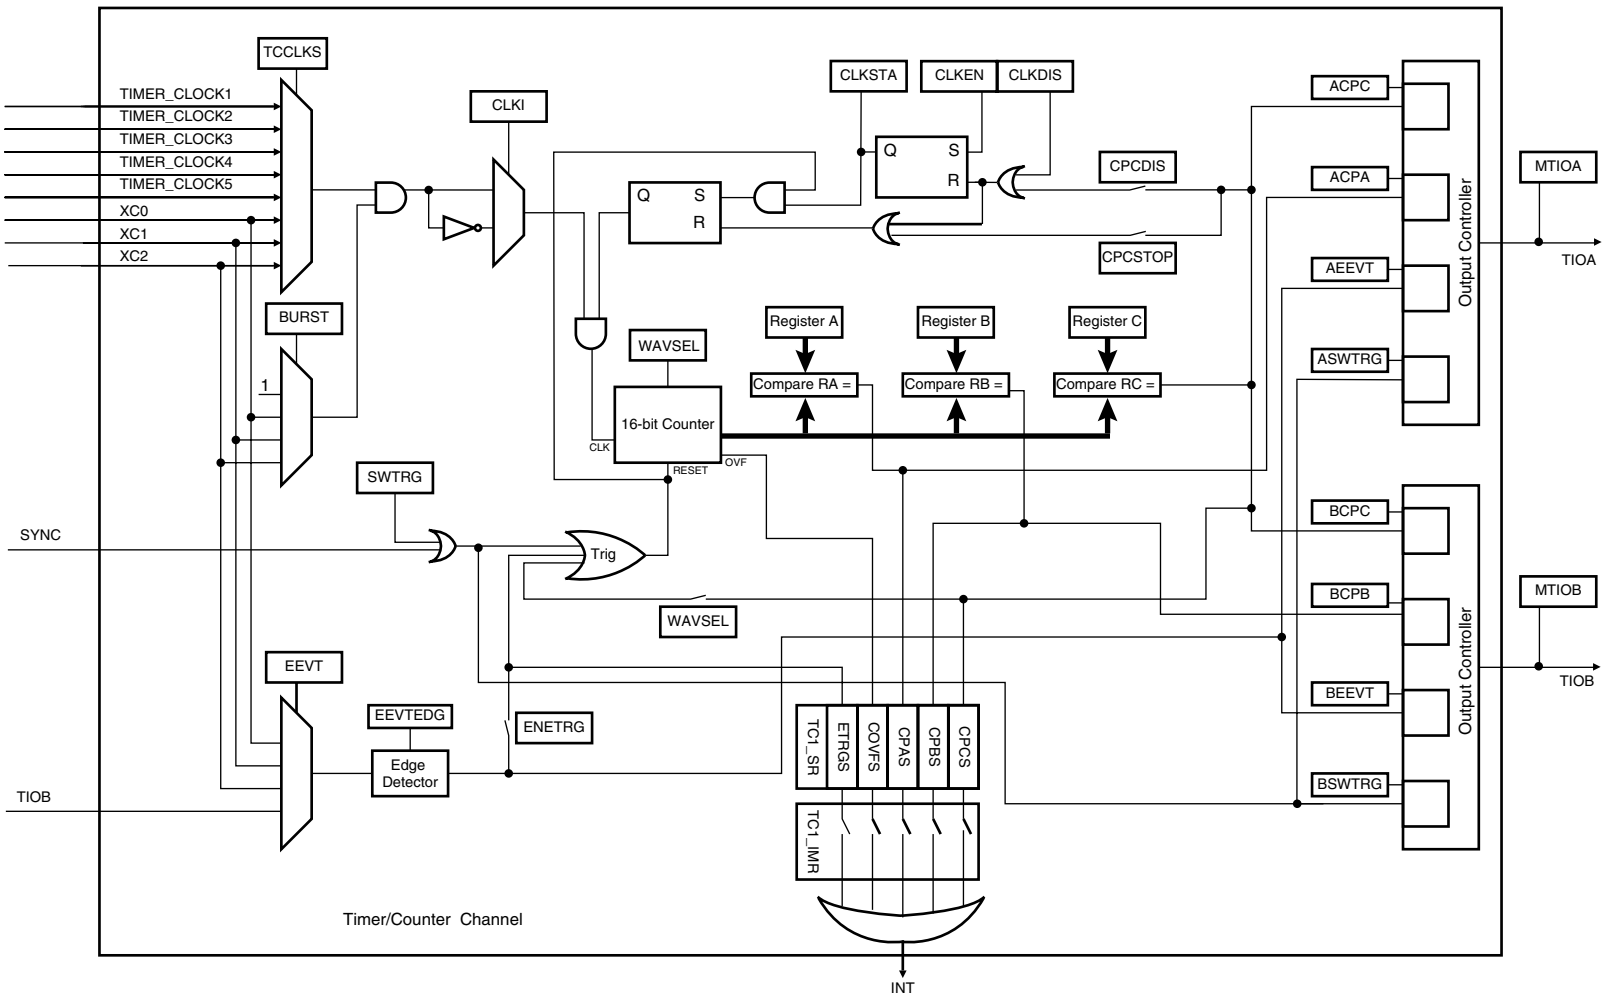 TCCLKS
TIMER_CLOCK1
TIMER_CLOCK2
TIMER_CLOCK3
TIMER_CLOCK4
TIMER_CLOCK5
XC0
XC1
XC2
CLKI
CLKSTA
CLKEN
CLKDIS
Q
S
R
Q
S
R
CPCDIS
CPCSTOP
ACPC
ACPA
AEEVT
ASWTRG
Output Controller
MTIOA
TIOA
BURST
1
Register A
Register B
Register C
WAVSEL
Compare RA =
Compare RB =
Compare RC =
16-bit Counter
CLK
RESET
OVF
SWTRG
SYNC
Trig
WAVSEL
BCPC
BCPB
BEEVT
BSWTRG
Output Controller
MTIOB
TIOB
EEVT
EEVTEDG
Edge
Detector
ENETRG
TIOB
TC1_SR
ETRGS
COVFS
CPAS
CPBS
CPCS
TC1_IMR
Timer/Counter Channel
INT